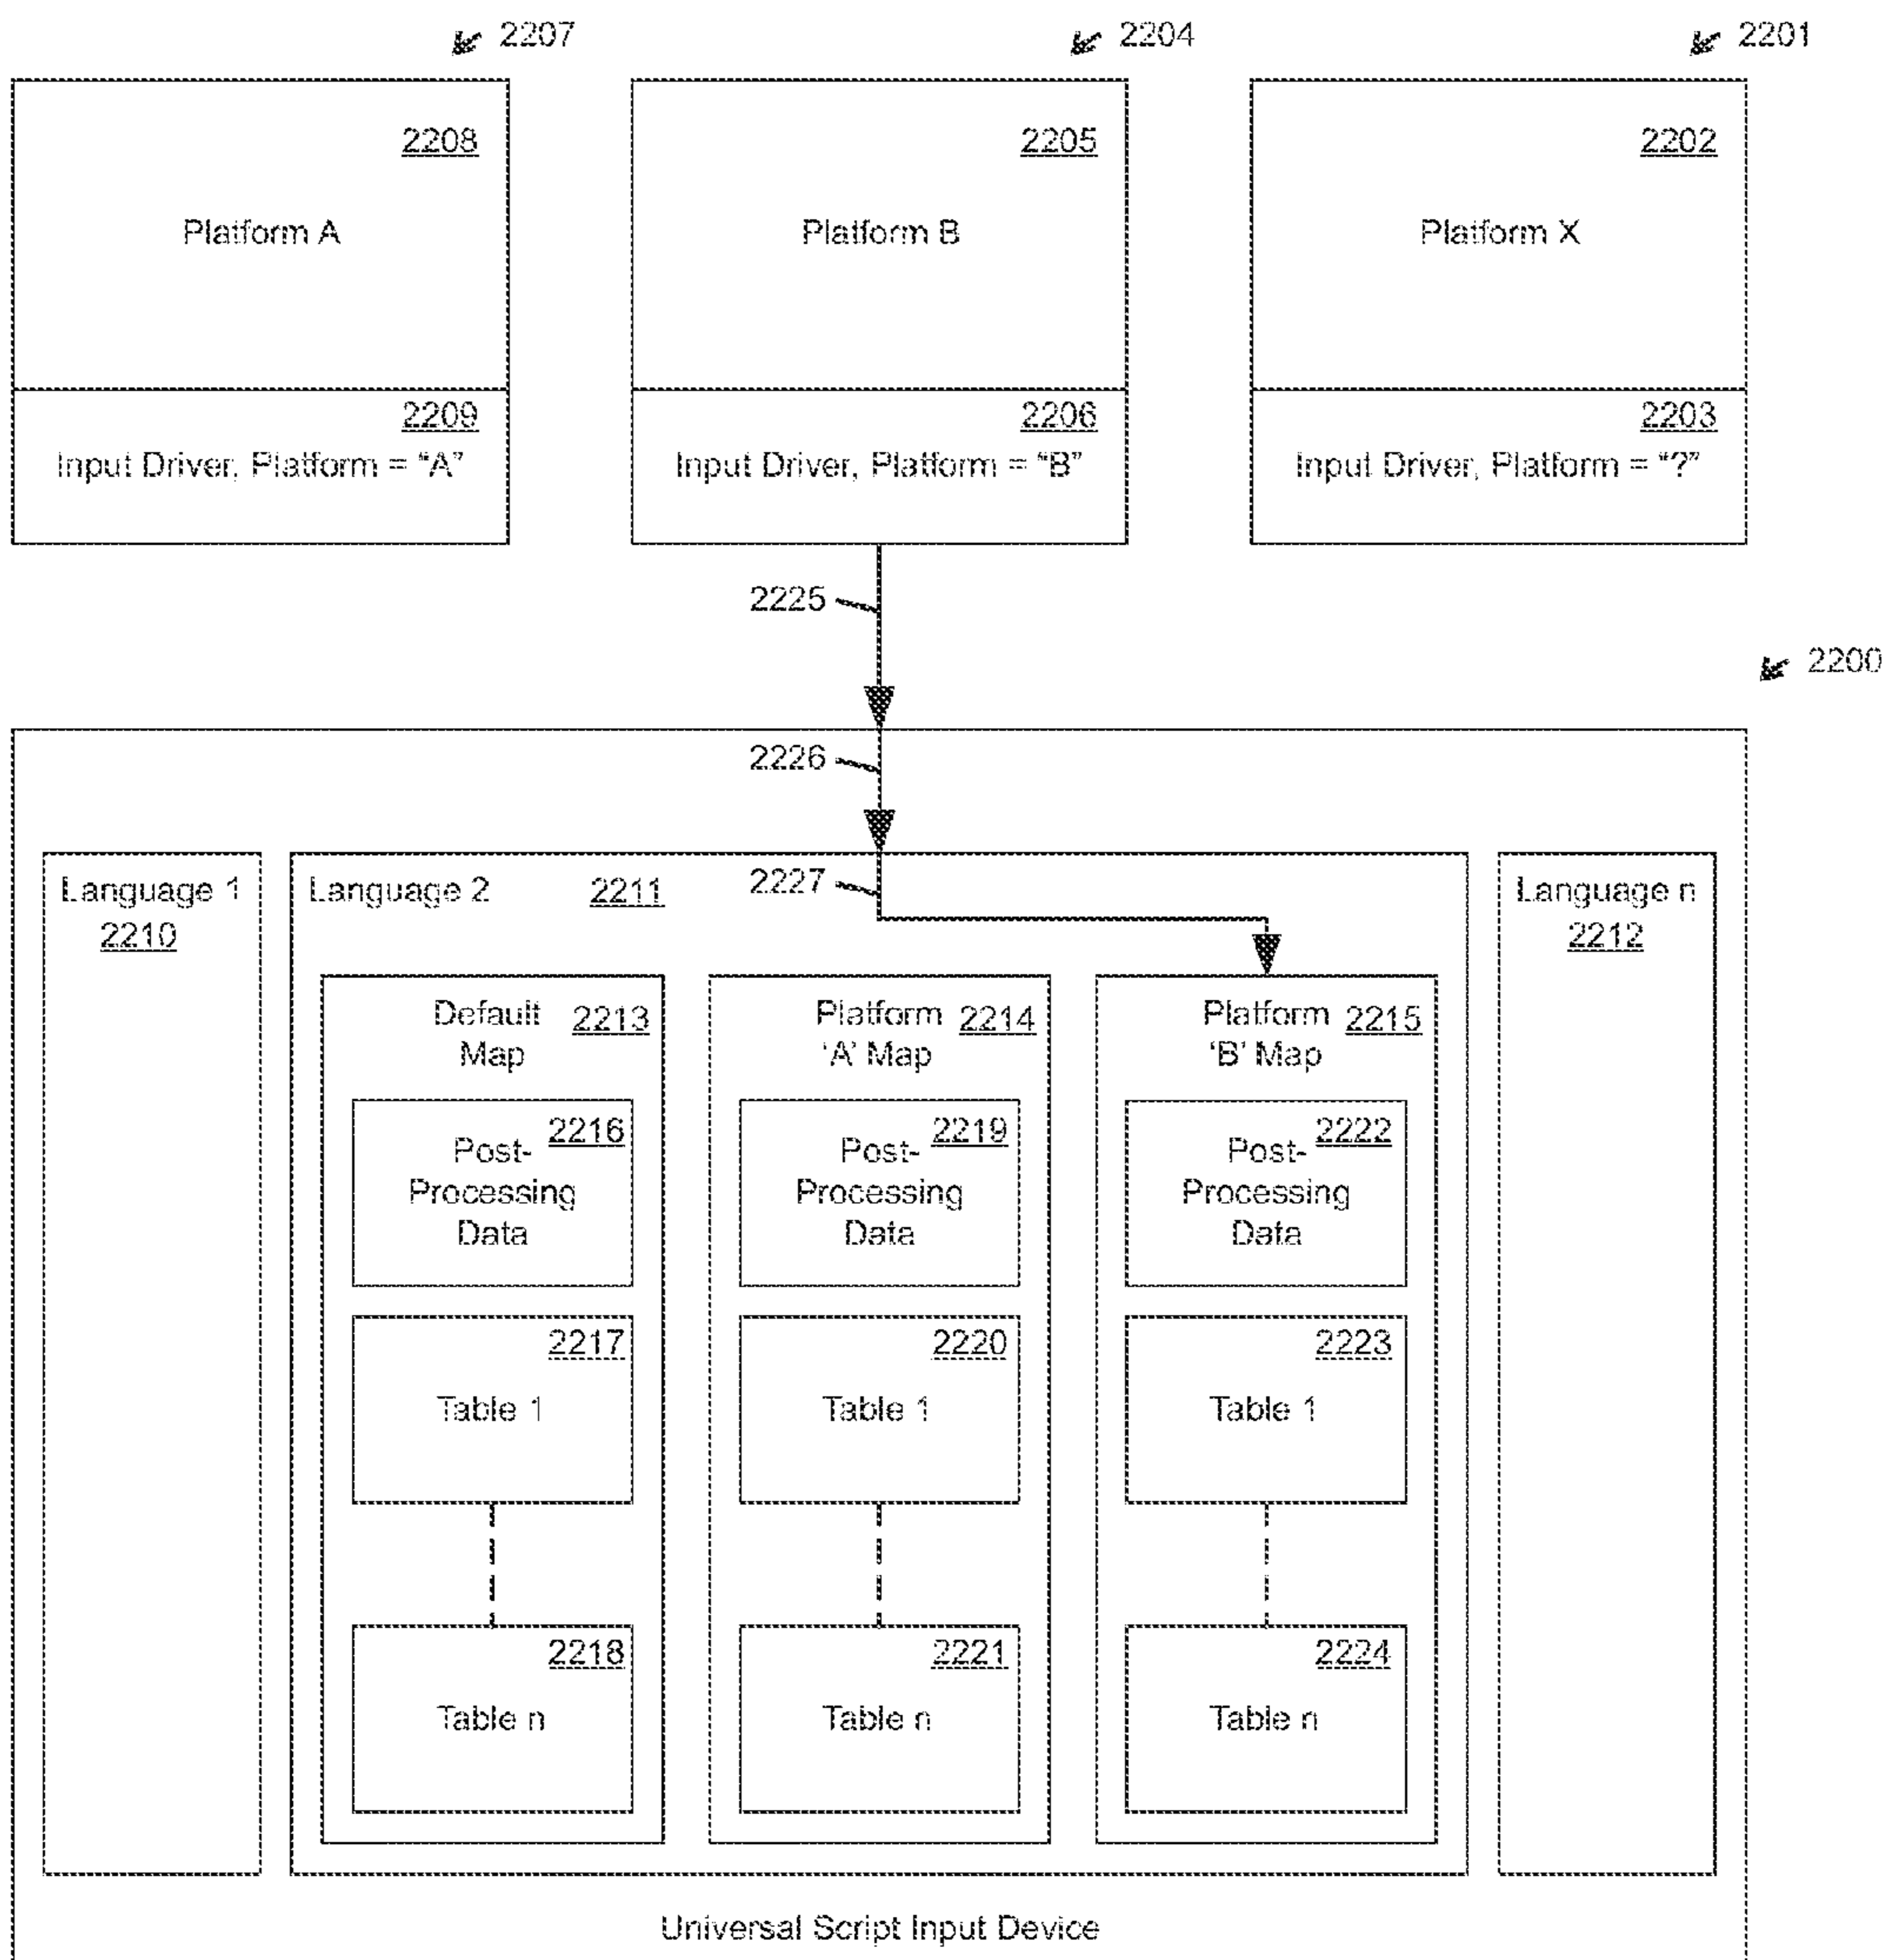 2207
2204
2201
2208
Platform A
2205
Platform B
2202
Platform X
2209
Input Driver, Platform = “A”
2206
Input Driver, Platform = “B”
2203
Input Driver, Platform = “?”
2225
2200
2226
Language 1
2210
Language 2 2211
2227
Language n
2212
Default 2213
Map
Platform 2214
‘A’ Map
Platform 2215
‘B’ Map
2216
Post-
Processing
Data
2219
Post-
Processing
Data
2222
Post-
Processing
Data
2217
Table 1
2220
Table 1
2223
Table 1
2218
Table n
2221
Table n
2224
Table n
Universal Script Input Device